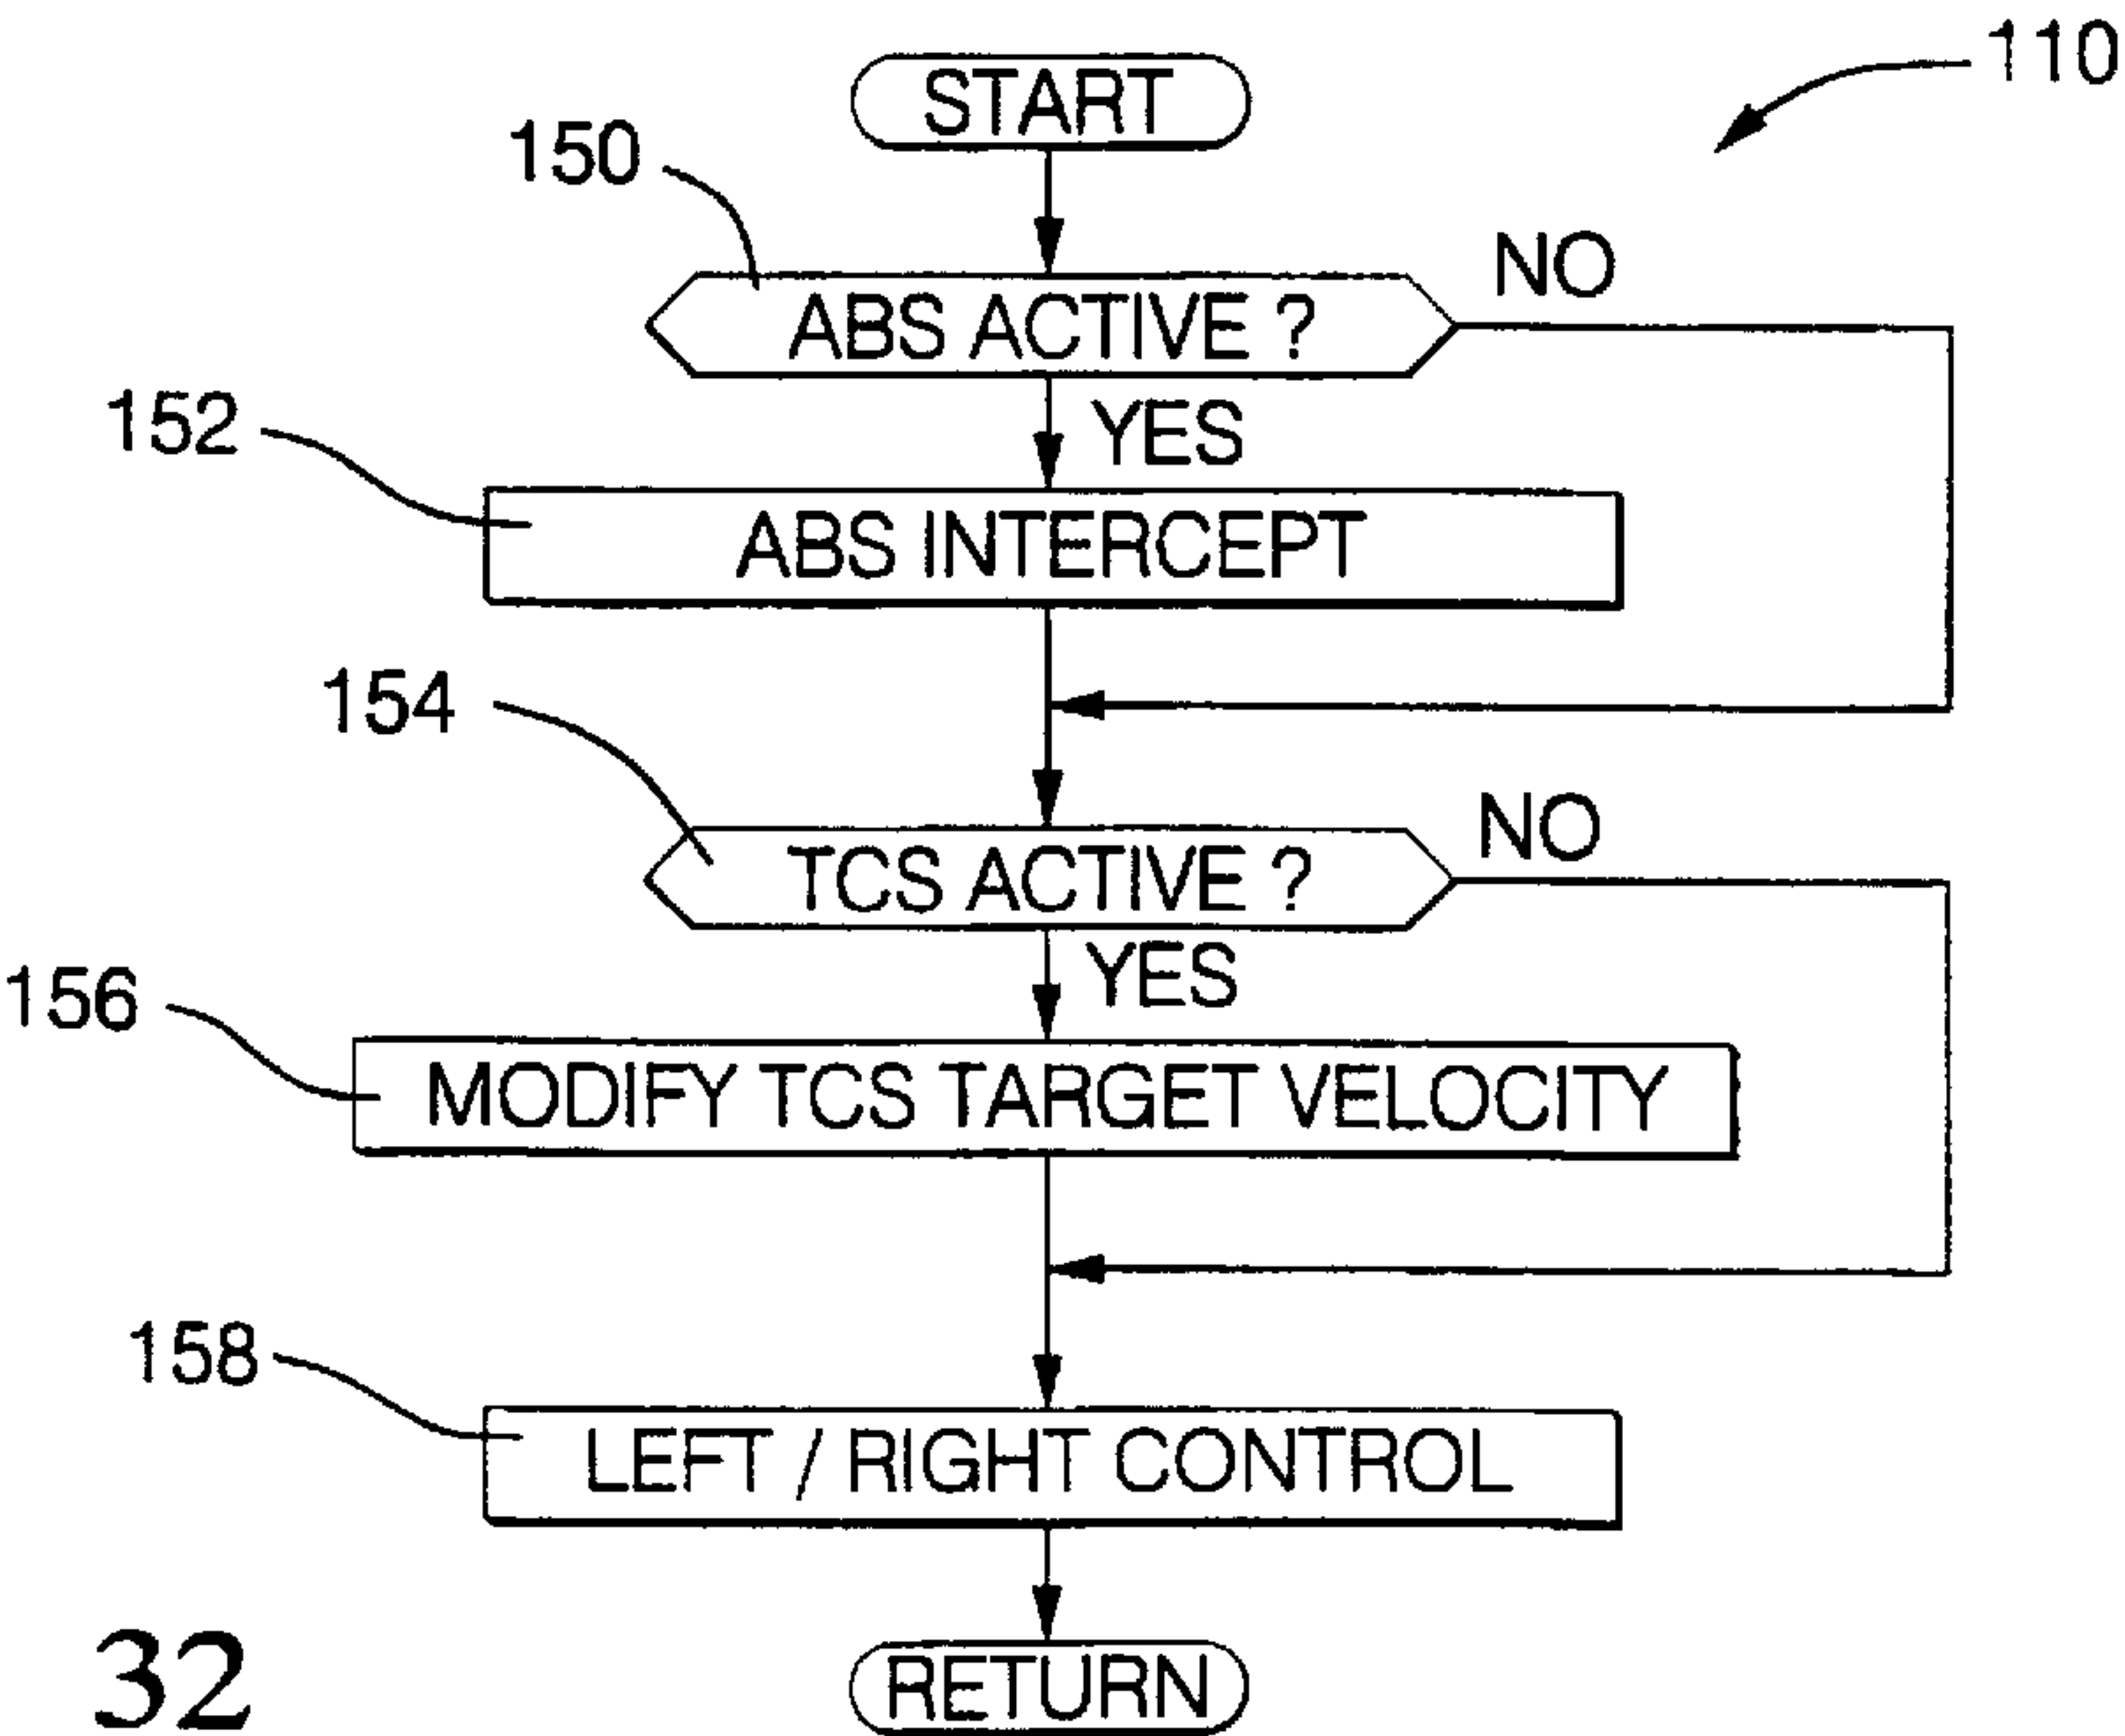 110
START
150
ABS ACTIVE ?
NO
YES
152
ABS INTERCEPT
154
TCS ACTIVE ?
NO
YES
156
MODIFY TCS TARGET VELOCITY
158
LEFT / RIGHT CONTROL
RETURN
32